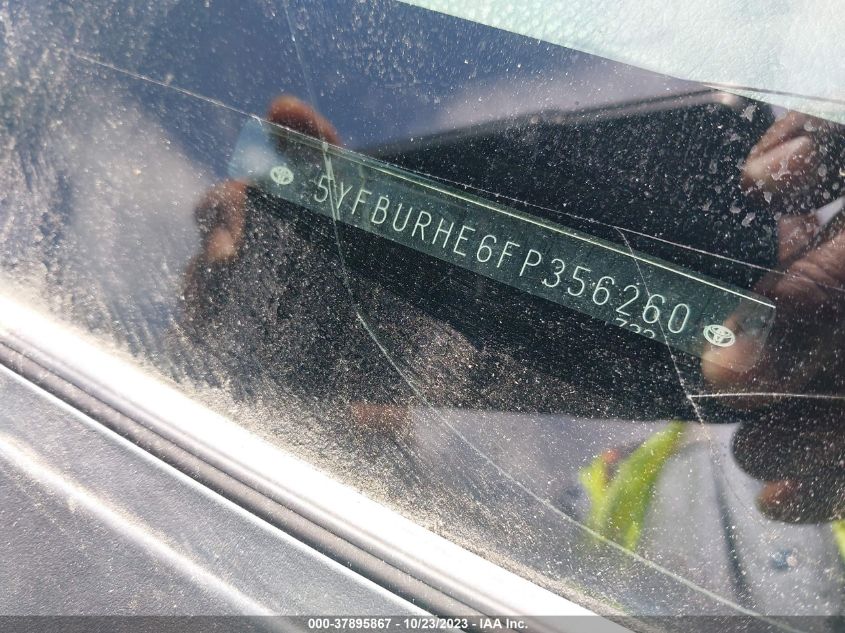 5YFBURHE6FP356260
000-37895867 - 10/23/2023 - IAA Inc.